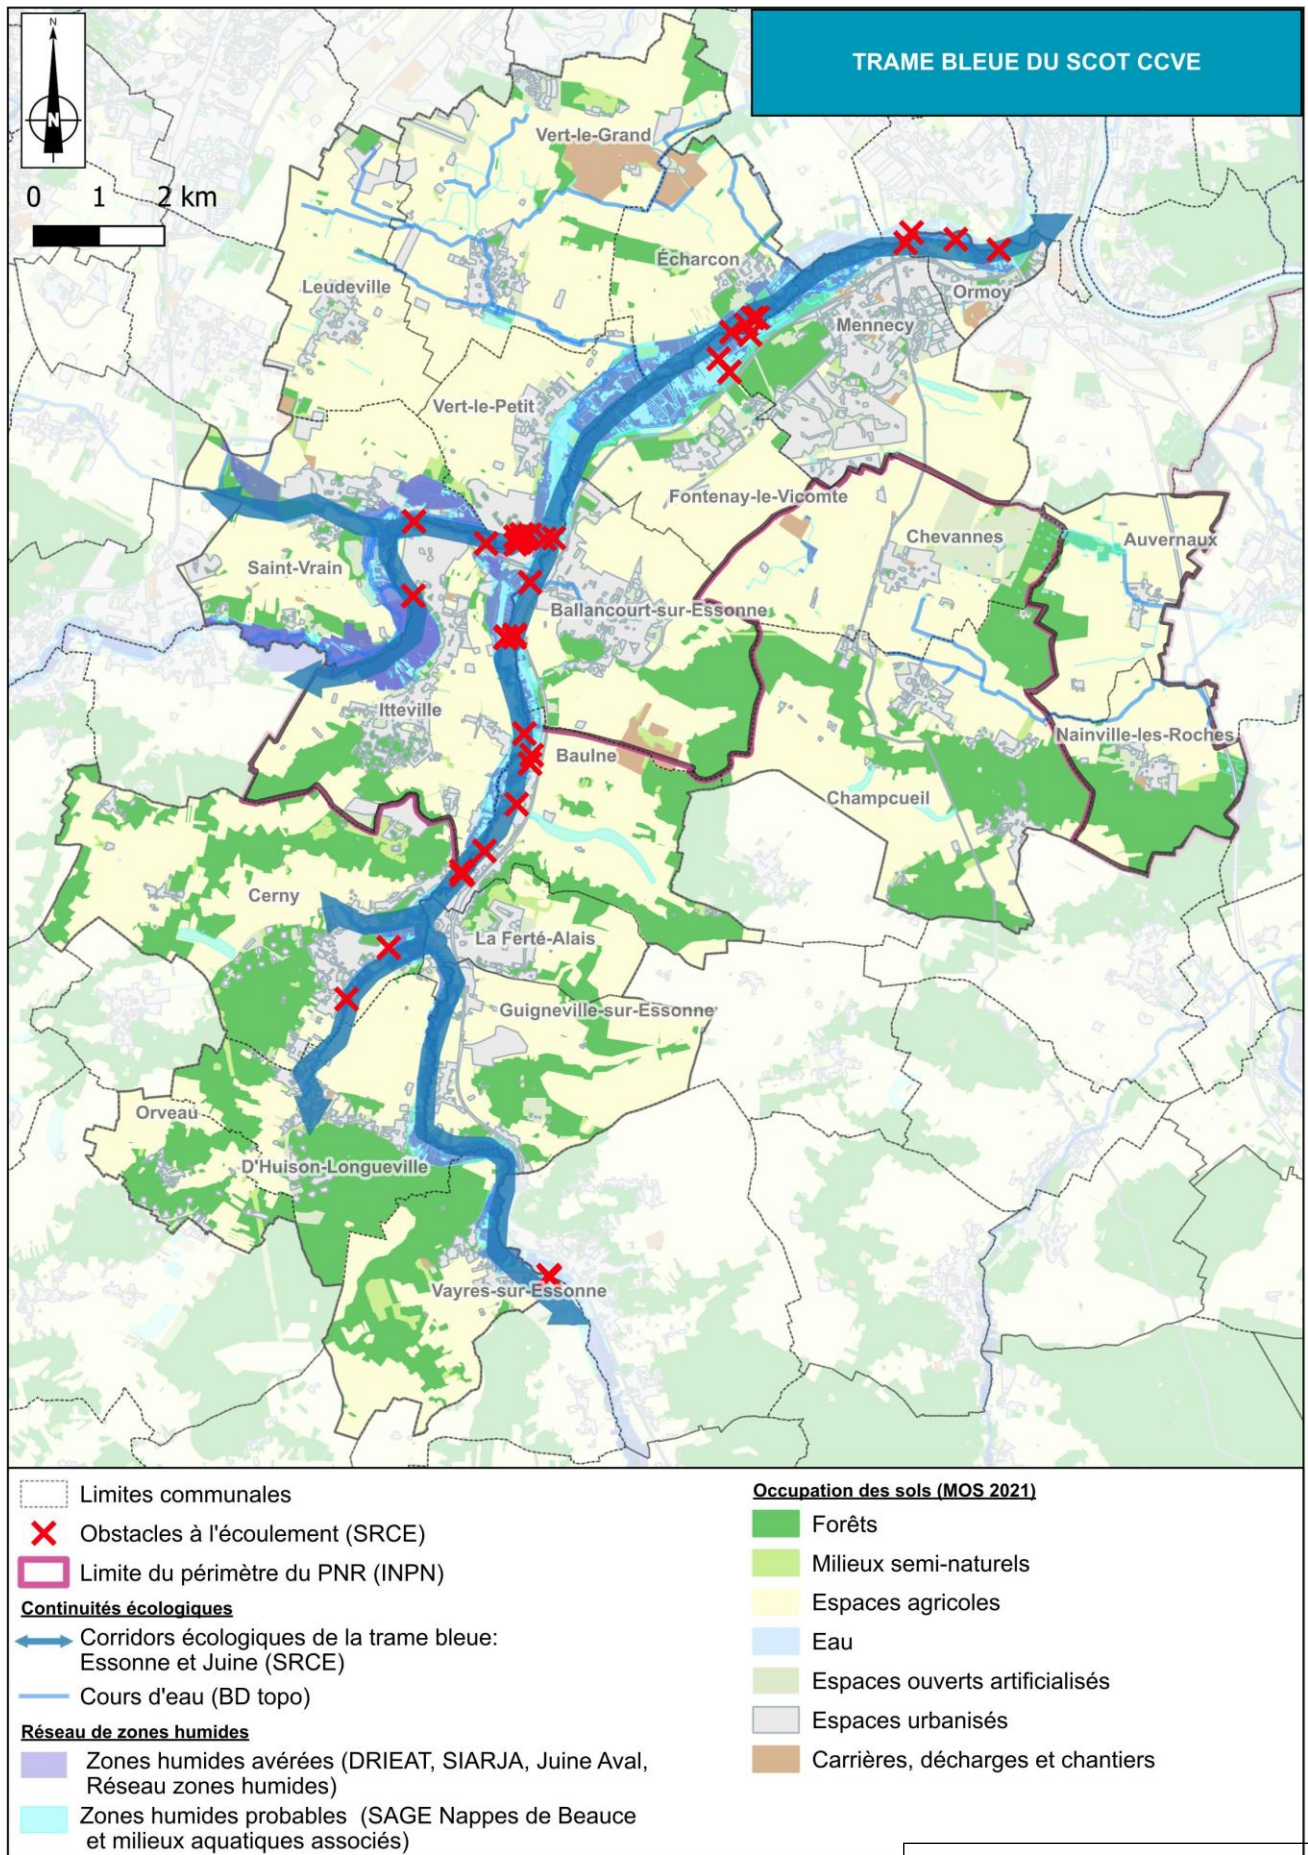 TRAME BLEUE DU SCOT CCVE
N
N
0 1 2 km
Vert-le-Grand
Écharcon
Leudeville
Ormoy
Mennecy
Vert-le-Petit
Fontenay-le-Vicomte
Chevannes
Auvernaux
Saint-Vrain
Ballancourt-sur-Essonne
Itteville
Nainville-les-Roches
Baulne
Champcueil
Cerny
La Ferté-Alais
Guigneville-sur-Essonne
Orveau
D'Huison-Longueville
Vayres-sur-Essonne
Limites communales
Obstacles à l'écoulement (SRCE)
Limite du périmètre du PNR (INPN)
Continuités écologiques
Corridors écologiques de la trame bleue:
Essonne et Juine (SRCE)
Cours d'eau (BD topo)
Réseau de zones humides
Zones humides avérées (DRIEAT, SIARJA, Juine Aval,
Réseau zones humides)
Zones humides probables (SAGE Nappes de Beauce
et milieux aquatiques associés)
Occupation des sols (MOS 2021)
Forêts
Milieux semi-naturels
Espaces agricoles
Eau
Espaces ouverts artificialisés
Espaces urbanisés
Carrières, décharges et chantiers